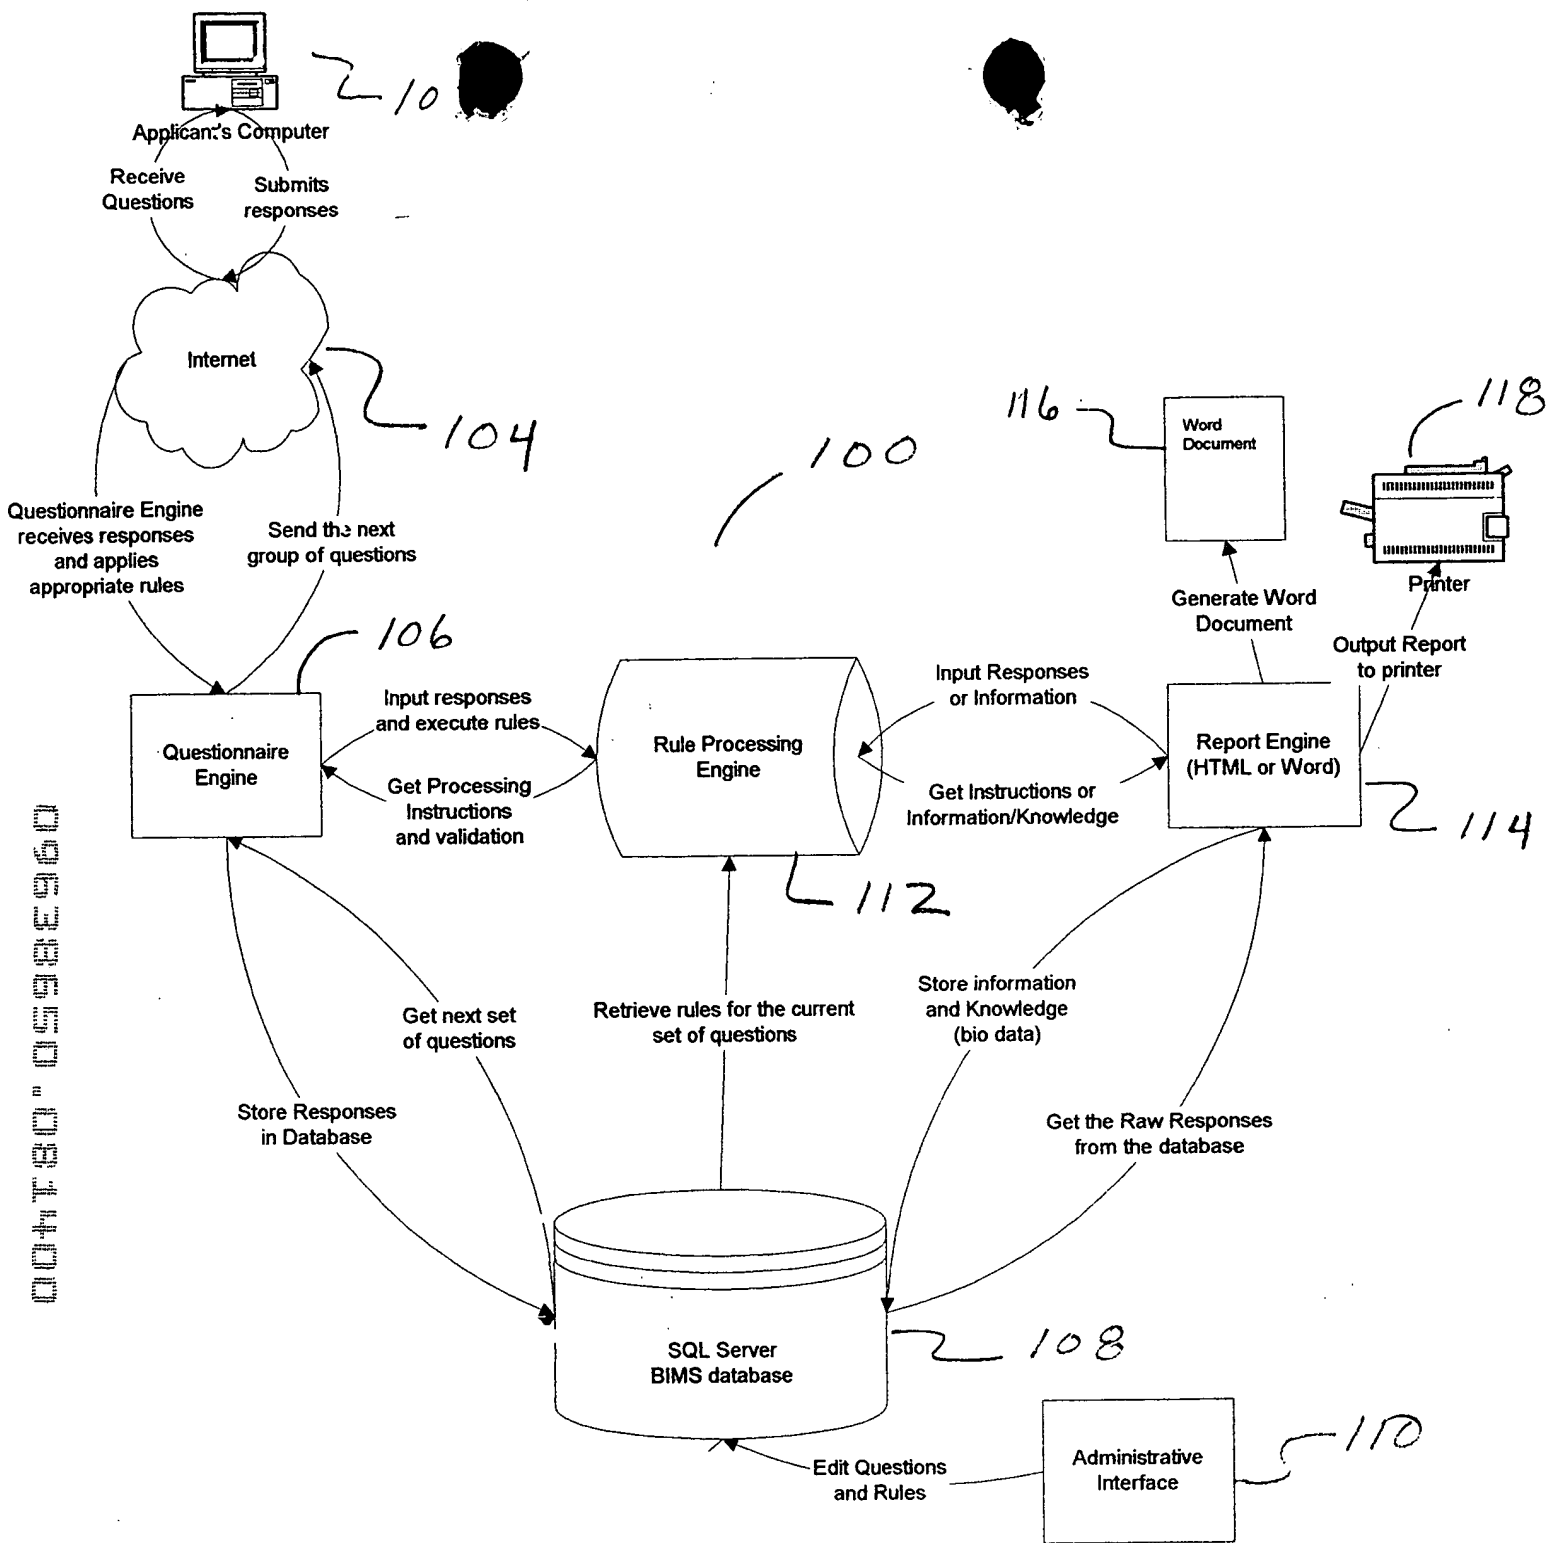 10
Applicant's Computer
Receive
Questions
Submits
responses
Internet
104
Questionnaire Engine
receives responses
and applies
appropriate rules
Send the next
group of questions
100
116
Word
Document
118
Printer
Generate Word
Document
Output Report
to printer
106
Questionnaire
Engine
Input responses
and execute rules
Get Processing
Instructions
and validation
Rule Processing
Engine
112
Input Responses
or Information
Get Instructions or
Information/Knowledge
Report Engine
(HTML or Word)
114
Get next set
of questions
Store Responses
in Database
Retrieve rules for the current
set of questions
Store information
and Knowledge
(bio data)
Get the Raw Responses
from the database
SQL Server
BIMS database
108
Edit Questions
and Rules
Administrative
Interface
110
09638550 "081400